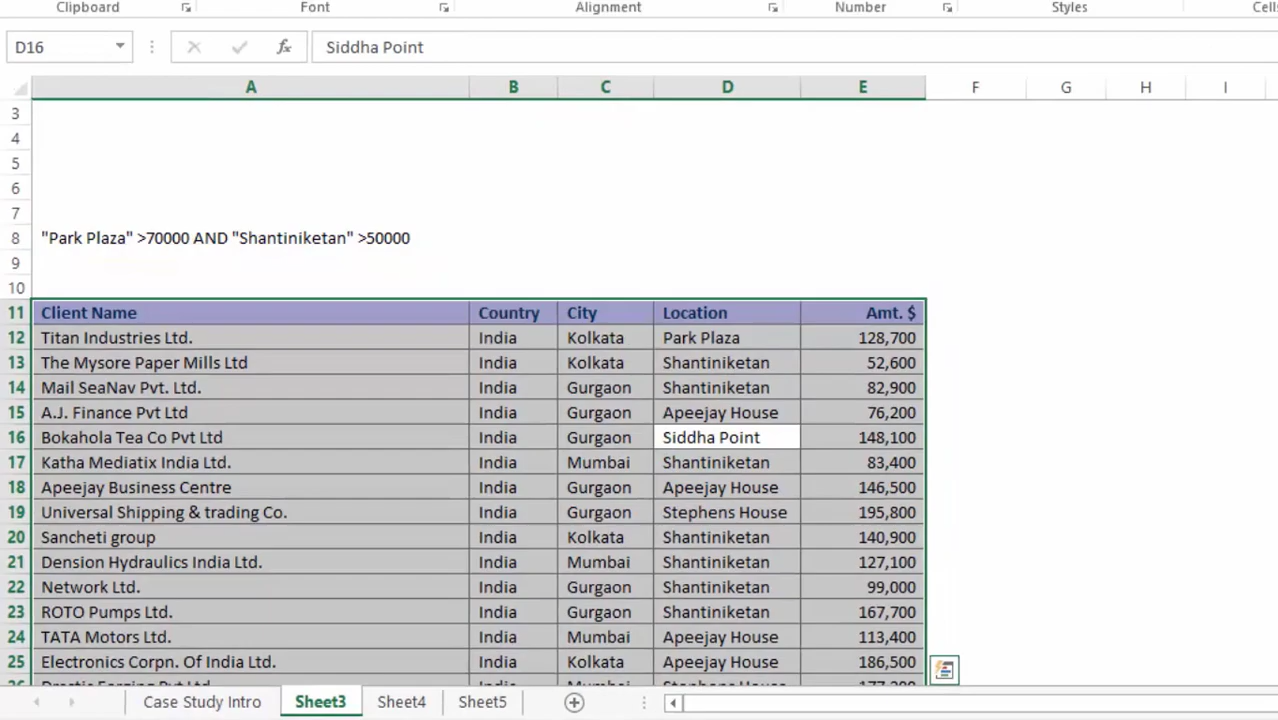 Clipboard Font Alignment Number Styles Cells
D16 fx Siddha Point
A B C D E F G H I
3
4
5
6
7
8 "Park Plaza" >70000 AND "Shantiniketan" >50000
9
10
11 Client Name Country City Location Amt. $
12 Titan Industries Ltd. India Kolkata Park Plaza 128,700
13 The Mysore Paper Mills Ltd India Kolkata Shantiniketan 52,600
14 Mail SeaNav Pvt. Ltd. India Gurgaon Shantiniketan 82,900
15 A.J. Finance Pvt Ltd India Gurgaon Apeejay House 76,200
16 Bokahola Tea Co Pvt Ltd India Gurgaon Siddha Point 148,100
17 Katha Mediatix India Ltd. India Mumbai Shantiniketan 83,400
18 Apeejay Business Centre India Gurgaon Apeejay House 146,500
19 Universal Shipping & trading Co. India Gurgaon Stephens House 195,800
20 Sancheti group India Kolkata Shantiniketan 140,900
21 Dension Hydraulics India Ltd. India Mumbai Shantiniketan 127,100
22 Network Ltd. India Gurgaon Shantiniketan 99,000
23 ROTO Pumps Ltd. India Gurgaon Shantiniketan 167,700
24 TATA Motors Ltd. India Mumbai Apeejay House 113,400
25 Electronics Corpn. Of India Ltd. India Kolkata Apeejay House 186,500
Case Study Intro Sheet3 Sheet4 Sheet5